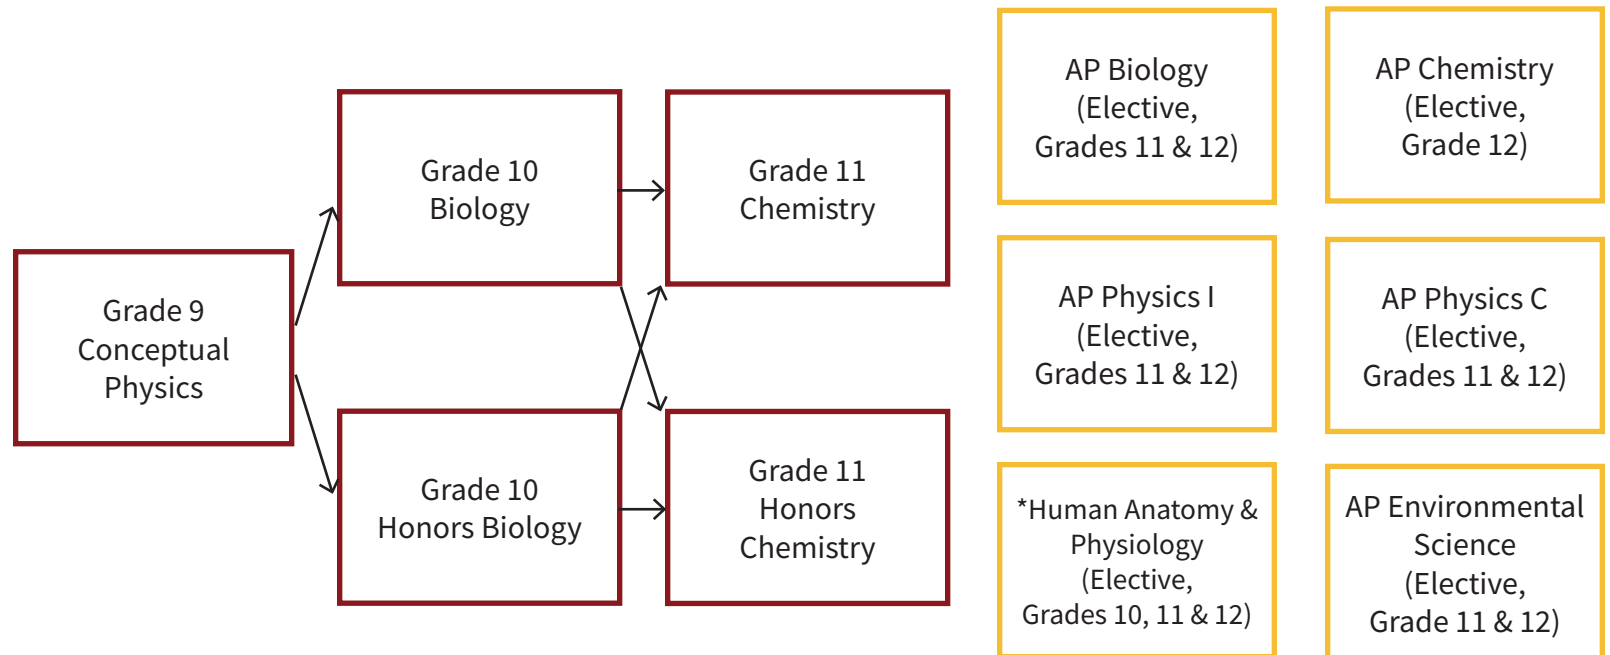 Grade 9
Conceptual
Physics
Grade 10
Biology
Grade 10
Honors Biology
Grade 11
Chemistry
Grade 11
Honors
Chemistry
AP Biology
(Elective,
Grades 11 & 12)
AP Chemistry
(Elective,
Grade 12)
AP Physics I
(Elective,
Grades 11 & 12)
AP Physics C
(Elective,
Grades 11 & 12)
*Human Anatomy &
Physiology
(Elective,
Grades 10, 11 & 12)
AP Environmental
Science
(Elective,
Grade 11 & 12)